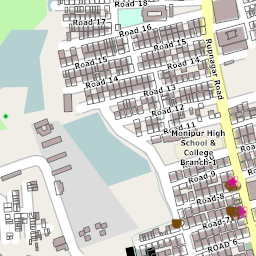 Road 18
Road-17
Road 16
Road-15
Road 15
Road-14
Road 14
Road 13
Road 12
Road 11
Rupnagar Road
Monipur High
School &
College
Branch-1
Road 9
Road-8
Road-7
ROAD 6